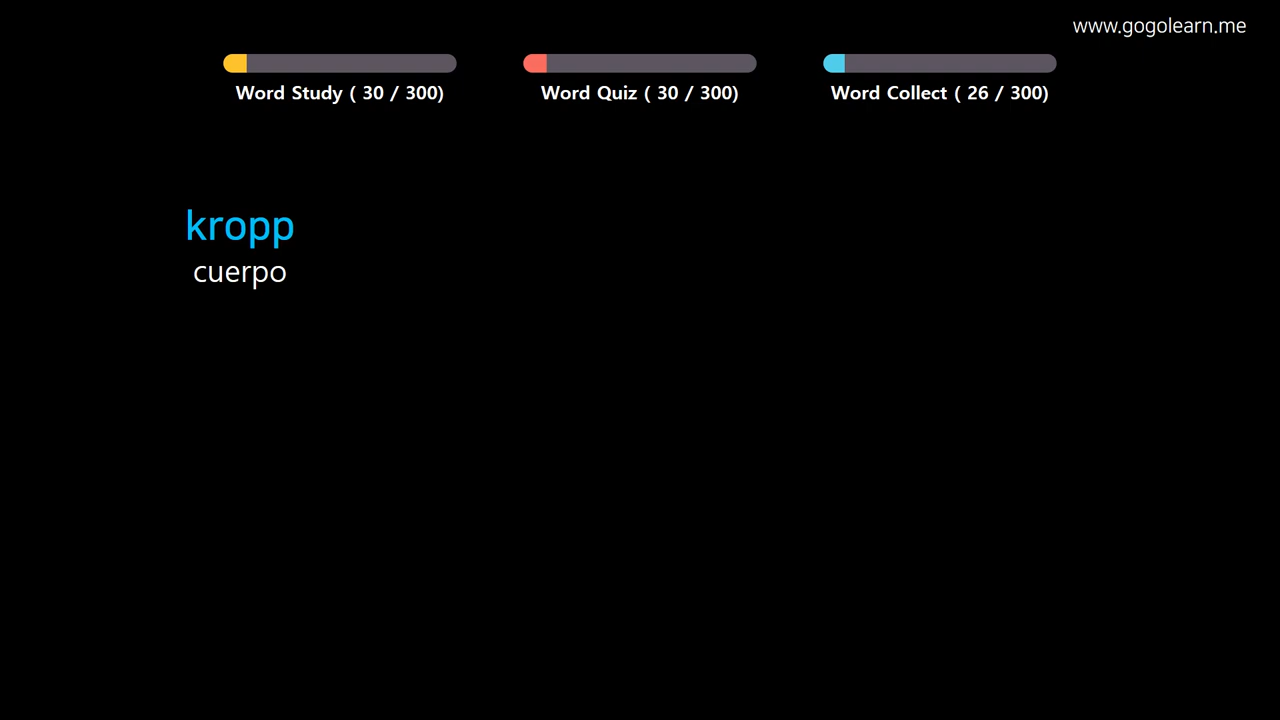 www.gogolearn.me
Word Study ( 30 / 300)
Word Quiz ( 30 / 300)
Word Collect ( 26 / 300)
kropp
cuerpo